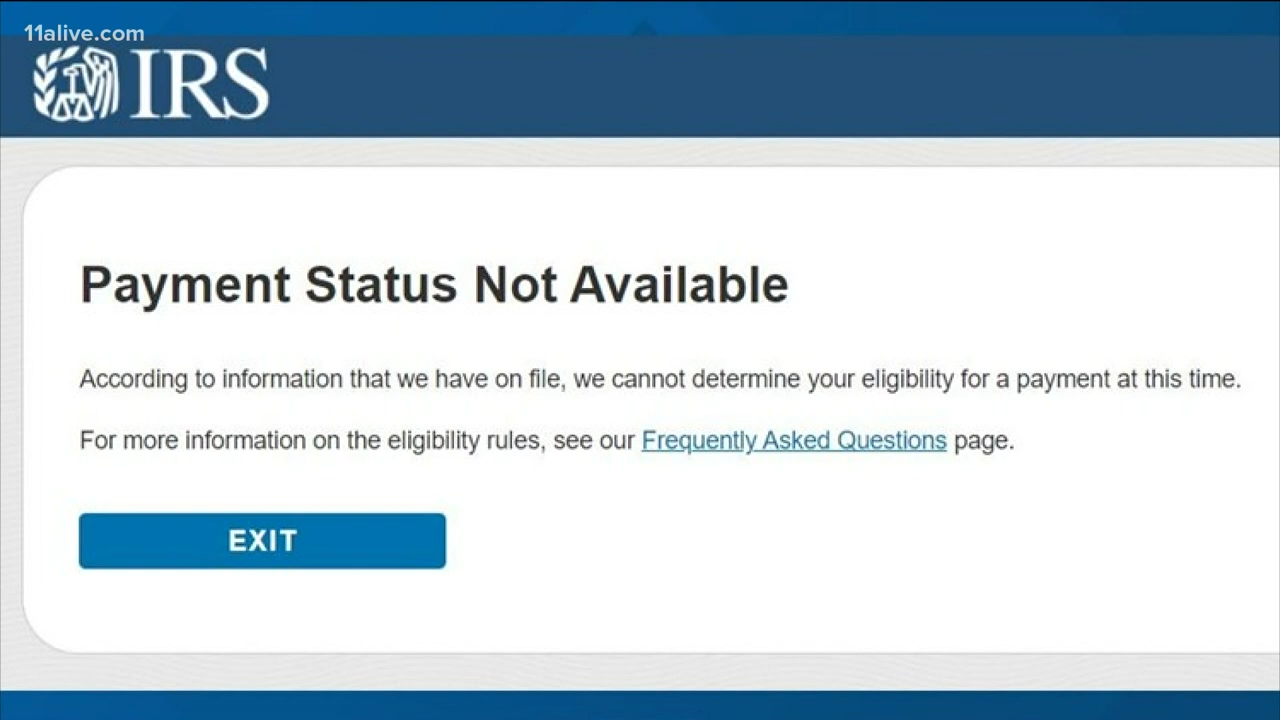 11alive.com
IRS
Payment Status Not Available
According to information that we have on file, we cannot determine your eligibility for a payment at this time.
For more information on the eligibility rules, see our Frequently Asked Questions page.
EXIT